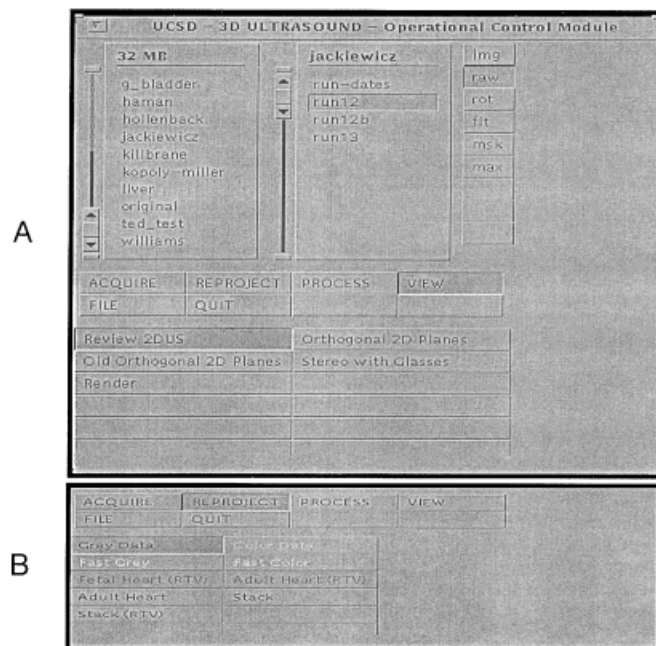 UCSD – 3D ULTRASOUND – Operational Control Module
32 MB
g_bladder
haman
hollenback
jackiewicz
killbrane
kopoly-miller
liver
original
ted_test
williams
jackiewicz
run-dates
run12
run12b
run13
img
raw
rot
flt
msk
max
A
ACQUIRE REPROJECT PROCESS VIEW
FILE QUIT
Review 2DUS Orthogonal 2D Planes
Old Orthogonal 2D Planes Stereo with Glasses
Render
B
ACQUIRE REPROJECT PROCESS VIEW
FILE QUIT
Grey Data Color Data
Fast Grey Fast Color
Fetal Heart (RTV) Adult Heart (RTV)
Adult Heart Stack
Stack (RTV)